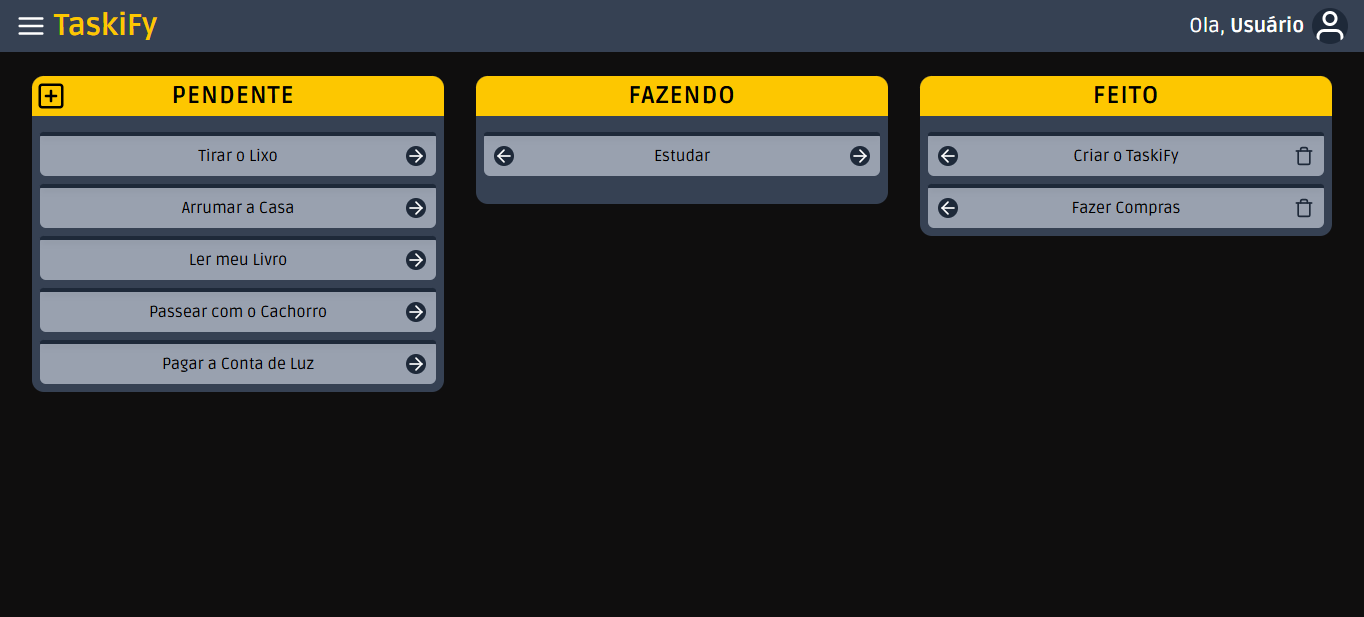 TaskiFy
Ola, Usuário
PENDENTE
Tirar o Lixo
Arrumar a Casa
Ler meu Livro
Passear com o Cachorro
Pagar a Conta de Luz
FAZENDO
Estudar
FEITO
Criar o TaskiFy
Fazer Compras